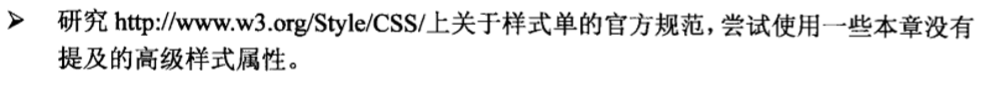 ➢ 研究 http://www.w3.org/Style/CSS/上关于样式单的官方规范，尝试使用一些本章没有
提及的高级样式属性。